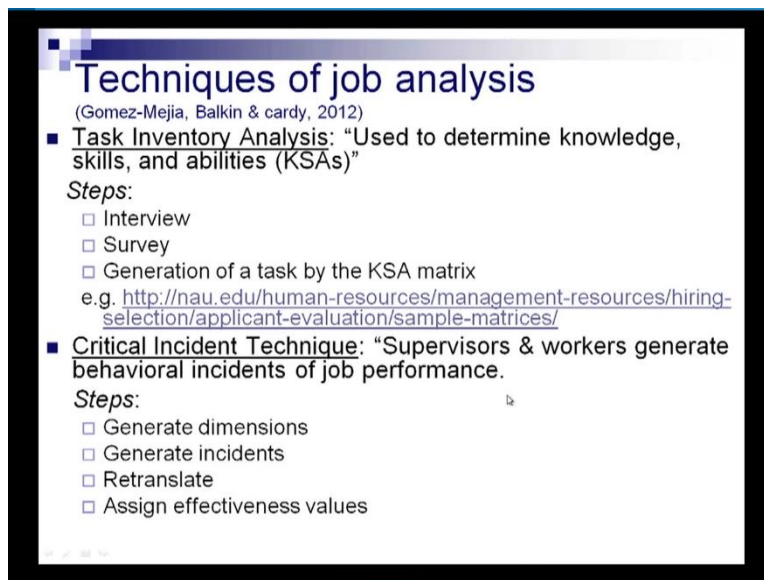 Techniques of job analysis
(Gomez-Mejia, Balkin & cardy, 2012)
Task Inventory Analysis: “Used to determine knowledge,
skills, and abilities (KSAs)”
Steps:
Interview
Survey
Generation of a task by the KSA matrix
e.g. http://nau.edu/human-resources/management-resources/hiring-
selection/applicant-evaluation/sample-matrices/
Critical Incident Technique: “Supervisors & workers generate
behavioral incidents of job performance.
Steps:
Generate dimensions
Generate incidents
Retranslate
Assign effectiveness values